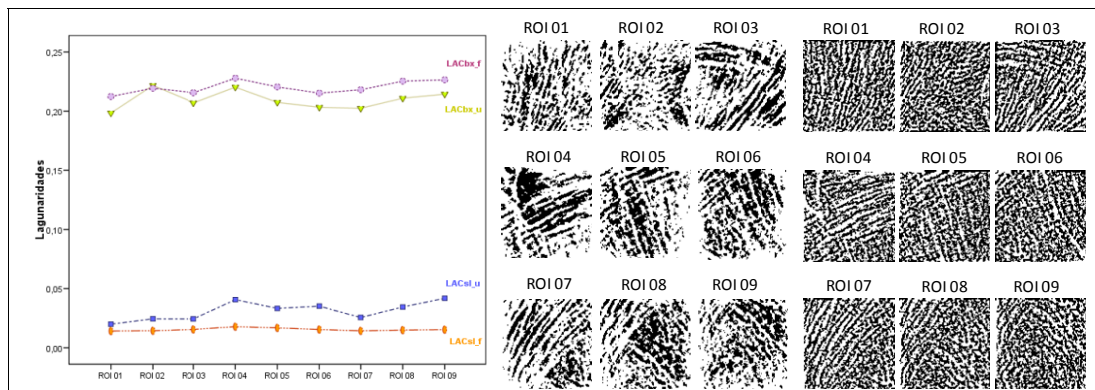 0,25
0,20
0,15
0,10
0,05
0,00
Lagunaridades
LACbx_f
LACbx_u
LACsl_u
LACsl_f
ROI 01 ROI 02 ROI 03 ROI 04 ROI 05 ROI 06 ROI 07 ROI 08 ROI 09
ROI 01 ROI 02 ROI 03 ROI 01 ROI 02 ROI 03
ROI 04 ROI 05 ROI 06 ROI 04 ROI 05 ROI 06
ROI 07 ROI 08 ROI 09 ROI 07 ROI 08 ROI 09